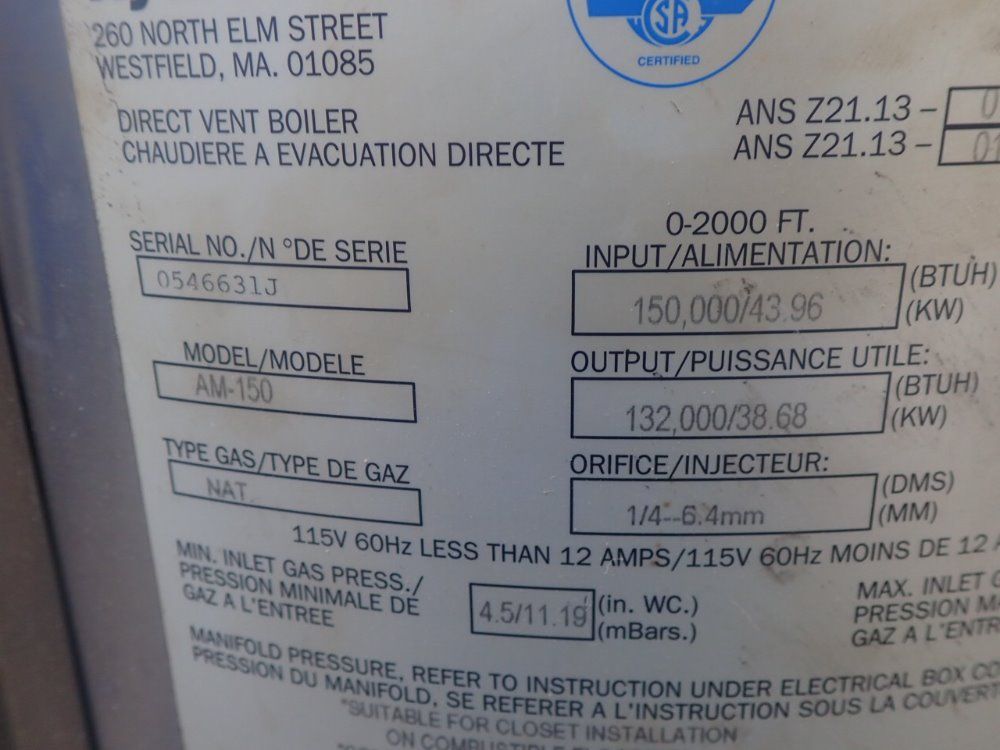 260 NORTH ELM STREET
WESTFIELD, MA. 01085
SA
CERTIFIED
DIRECT VENT BOILER
CHAUDIERE A EVACUATION DIRECTE
ANS Z21.13 –
ANS Z21.13 –
SERIAL NO./N °DE SERIE
0546631J
MODEL/MODELE
AM-150
TYPE GAS/TYPE DE GAZ
NAT
0-2000 FT.
INPUT/ALIMENTATION:
150,000/43.96 (BTUH)
(KW)
OUTPUT/PUISSANCE UTILE:
132,000/38.68 (BTUH)
(KW)
ORIFICE/INJECTEUR:
1/4--6.4mm (DMS)
(MM)
115V 60Hz LESS THAN 12 AMPS/115V 60Hz MOINS DE 12
MIN. INLET GAS PRESS./
PRESSION MINIMALE DE
GAZ A L'ENTREE
4.5/11.19 (in. WC.)
(mBars.)
MAX. INLET
PRESSION
GAZ A
MANIFOLD PRESSURE, REFER TO INSTRUCTION UNDER ELECTRICAL BOX
PRESSION DU MANIFOLD, SE REFERER A L'INSTRUCTION SOUS LA
*SUITABLE FOR CLOSET INSTALLATION
ON